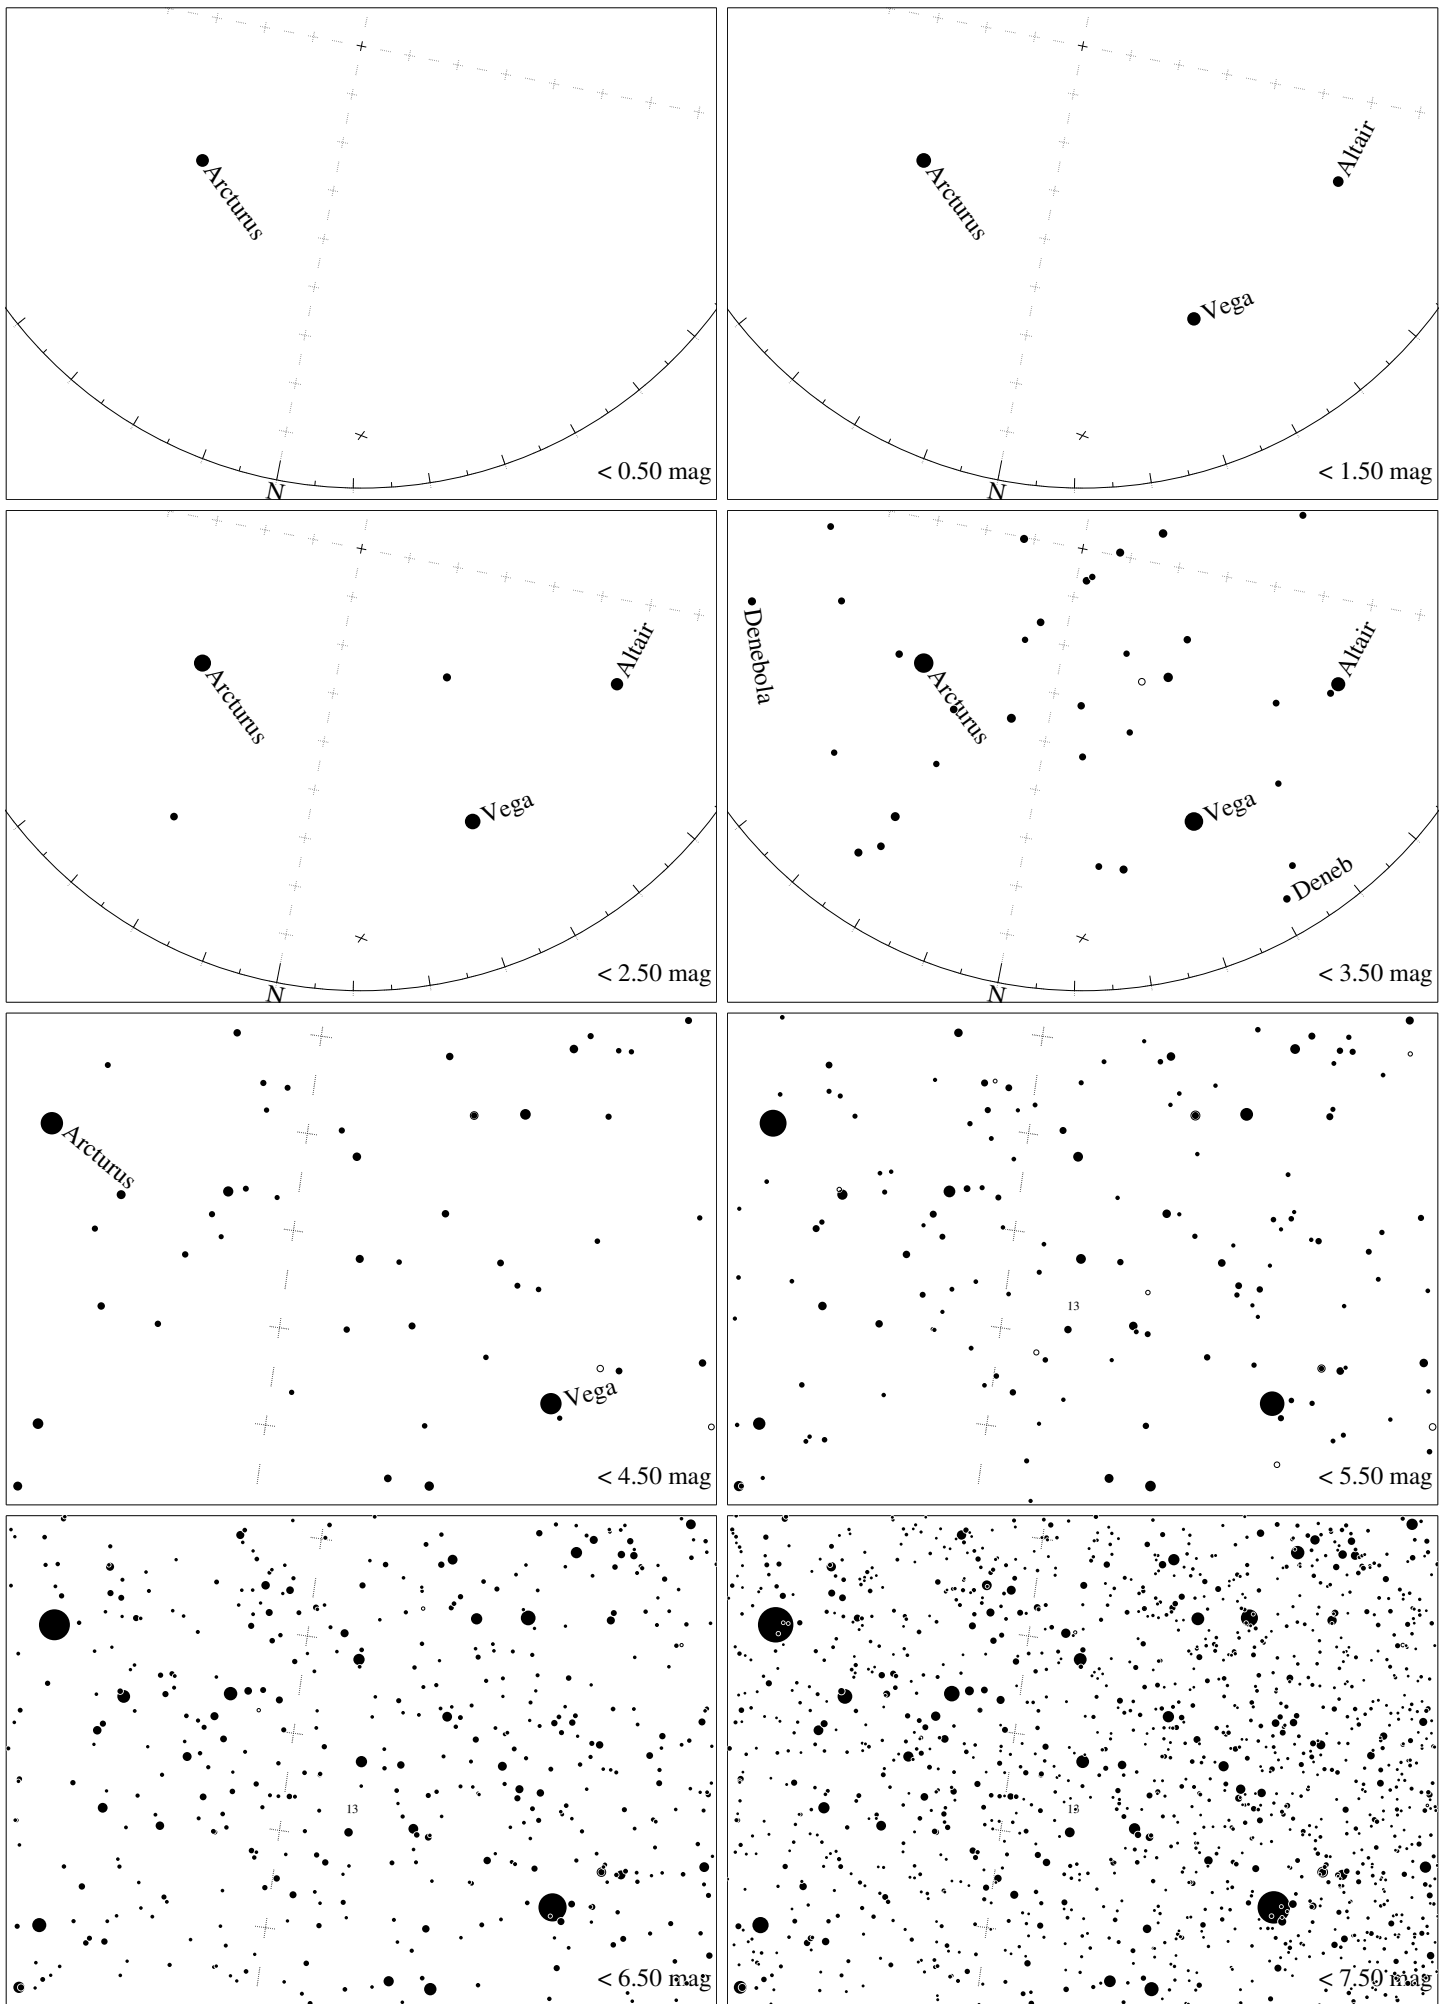 Arcturus
N
< 0.50 mag
Altair
Arcturus
Vega
N
< 1.50 mag
Altair
Arcturus
Vega
N
< 2.50 mag
Denebola
Altair
Arcturus
Vega
Deneb
N
< 3.50 mag
Arcturus
Vega
< 4.50 mag
13
< 5.50 mag
13
< 6.50 mag
13
< 7.50 mag